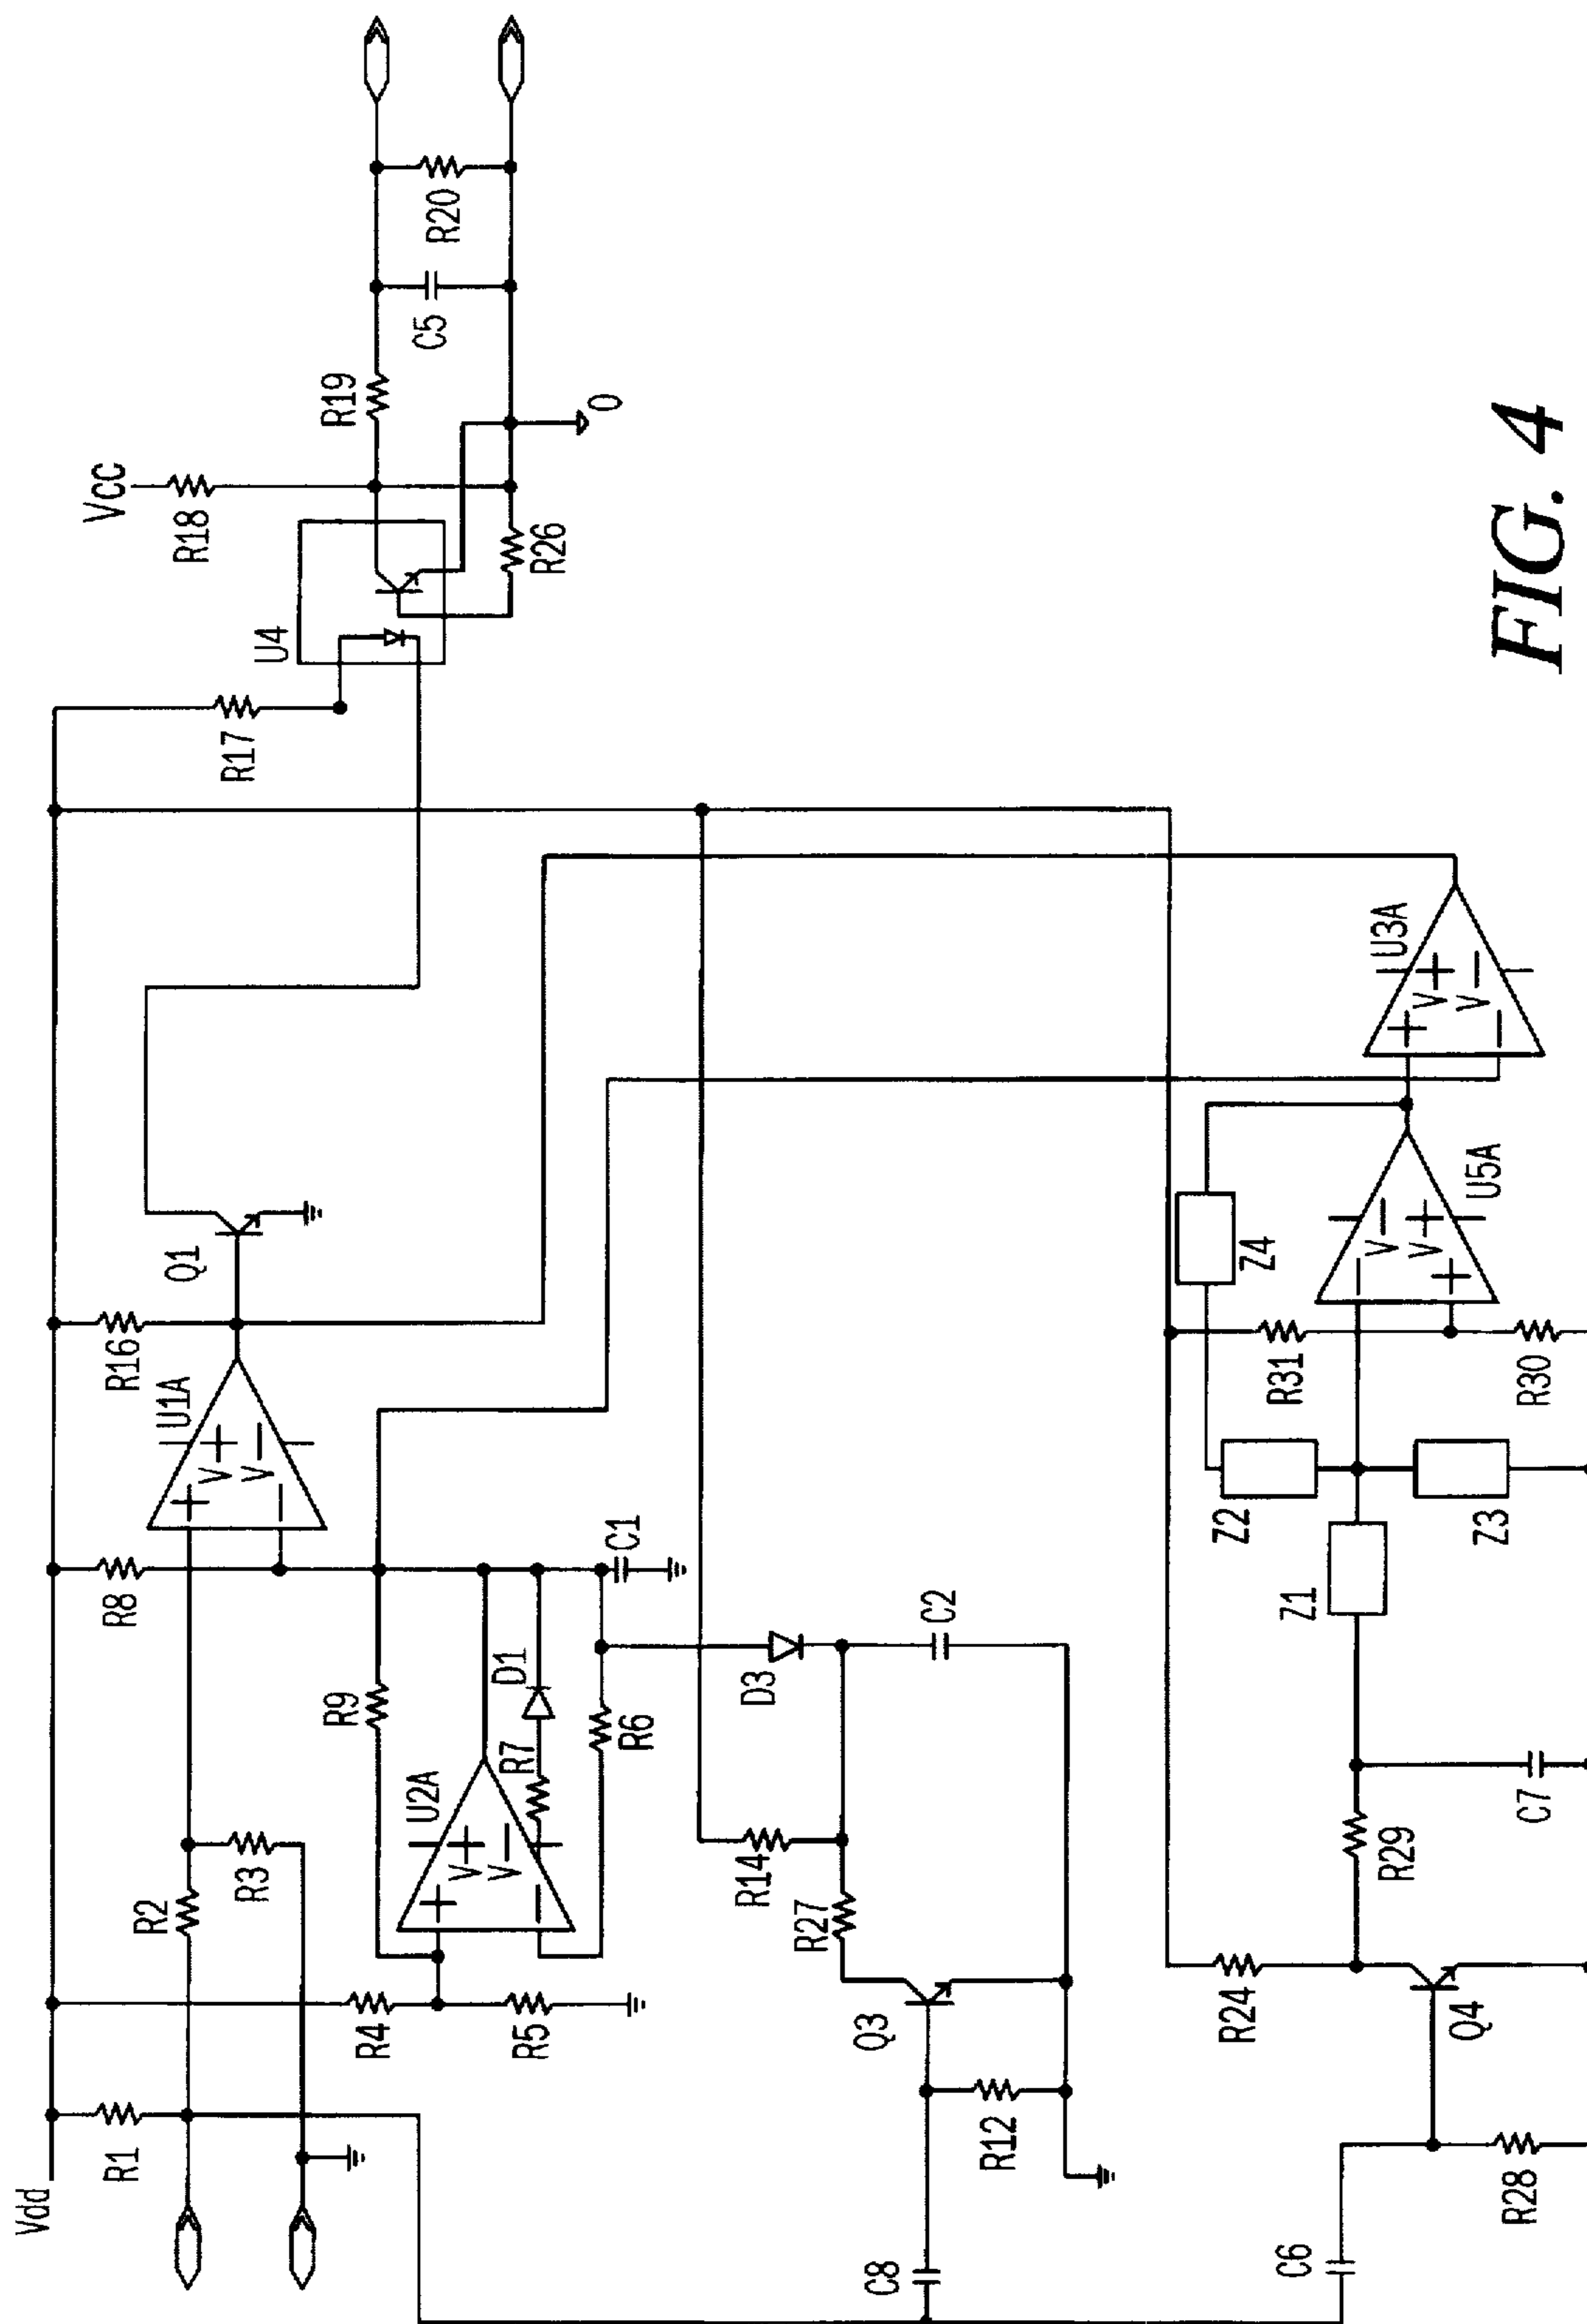 Vcc
R18
R19
C5
R20
0
R26
U4
R17
Vdd
R1
R2
R3
R4
R5
R8
R9
U2A
+
V+
V-
-
R7
D1
R6
C1
U1A
+
V+
V-
-
R16
Q1
D3
C2
R14
R27
Q3
R12
C8
C6
R28
Q4
R24
R29
C7
Z1
Z2
Z3
Z4
R31
R30
U5A
-
V-
V+
+
U3A
+
V+
V-
-
FIG. 4